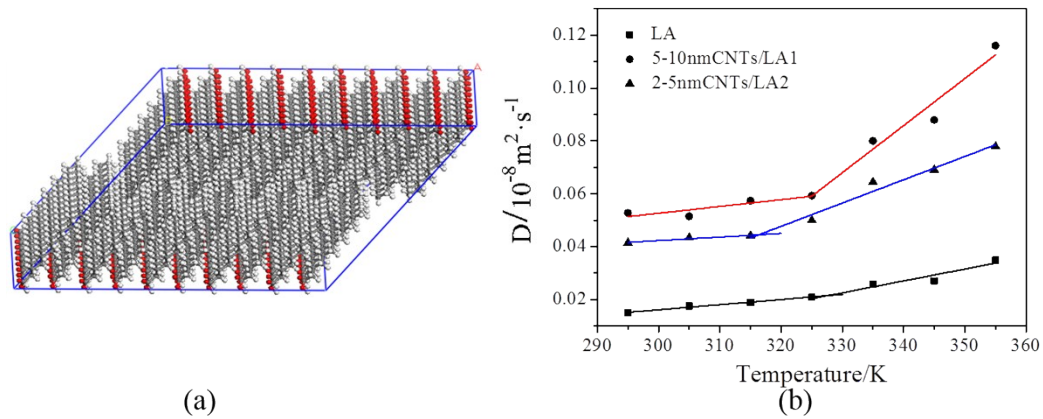 A
(a)
D/10⁻⁸m²·s⁻¹
0.12
0.10
0.08
0.06
0.04
0.02
LA
5-10nmCNTs/LA1
2-5nmCNTs/LA2
290 300 310 320 330 340 350 360
Temperature/K
(b)